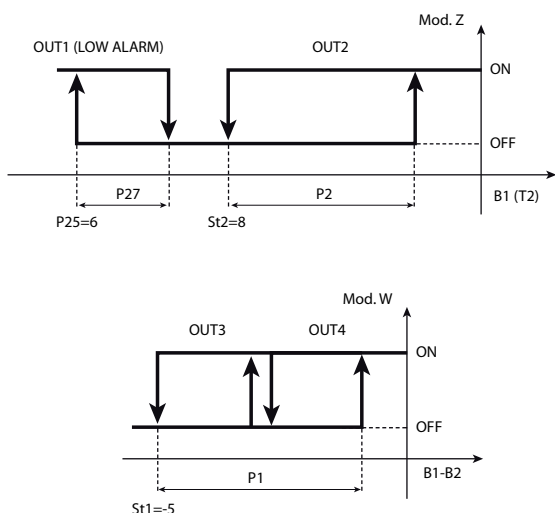 Mod. Z
OUT1 (LOW ALARM)
OUT2
ON
OFF
P27
P2
B1 (T2)
P25=6
St2=8
Mod. W
OUT3
OUT4
ON
OFF
P1
B1-B2
St1=-5